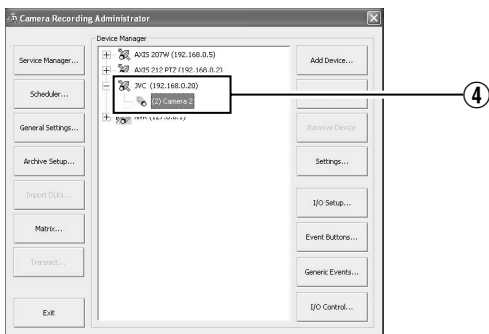 Camera Recording Administrator
Device Manager
Service Manager...
Scheduler...
General Settings...
Archive Setup...
Import DLKs...
Matrix...
Transact...
Exit
AXIS 207W (192.168.0.5)
AXIS 212 PTZ (192.168.0.2)
JVC (192.168.0.20)
(2) Camera 2
Add Device...
Remove Device
Settings...
I/O Setup...
Event Buttons...
Generic Events...
I/O Control...
4